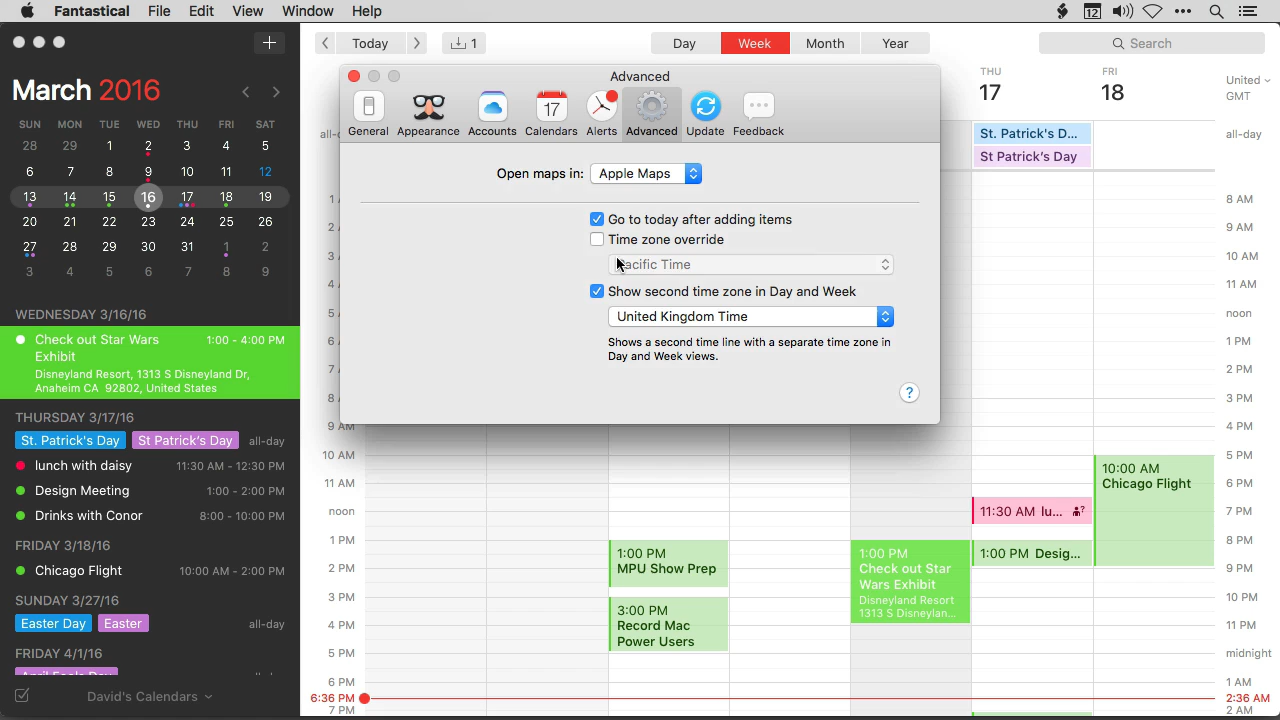 Fantastical File Edit View Window Help
12
Today
1
Day Week Month Year
Search
March 2016
SUN MON TUE WED THU FRI SAT
28 29 1 2 3 4 5
6 7 8 9 10 11 12
13 14 15 16 17 18 19
20 21 22 23 24 25 26
27 28 29 30 31 1 2
3 4 5 6 7 8 9
WEDNESDAY 3/16/16
Check out Star Wars 1:00 - 4:00 PM
Exhibit
Disneyland Resort, 1313 S Disneyland Dr,
Anaheim CA 92802, United States
THURSDAY 3/17/16
St. Patrick's Day St Patrick's Day all-day
lunch with daisy 11:30 AM - 12:30 PM
Design Meeting 1:00 - 2:00 PM
Drinks with Conor 8:00 - 10:00 PM
FRIDAY 3/18/16
Chicago Flight 10:00 AM - 2:00 PM
SUNDAY 3/27/16
Easter Day Easter all-day
FRIDAY 4/1/16
David's Calendars
Advanced
General Appearance Accounts 17 Calendars Alerts Advanced Update Feedback
Open maps in: Apple Maps
Go to today after adding items
Time zone override
Pacific Time
Show second time zone in Day and Week
United Kingdom Time
Shows a second time line with a separate time zone in
Day and Week views.
?
THU FRI
17 18
United
GMT
St. Patrick's D...
St Patrick's Day
all-day
8 AM
9 AM
10 AM
11 AM
noon
1 PM
2 PM
3 PM
9 AM 4 PM
10 AM 5 PM
11 AM 6 PM
noon 7 PM
1 PM 8 PM
2 PM 9 PM
3 PM 10 PM
4 PM 11 PM
5 PM midnight
6 PM 1 AM
6:36 PM 2:36 AM
7 PM 2 AM
10:00 AM
Chicago Flight
11:30 AM lu...
1:00 PM
MPU Show Prep
3:00 PM
Record Mac
Power Users
1:00 PM
Check out Star
Wars Exhibit
Disneyland Resort
1313 S Disneylan...
1:00 PM Desig...